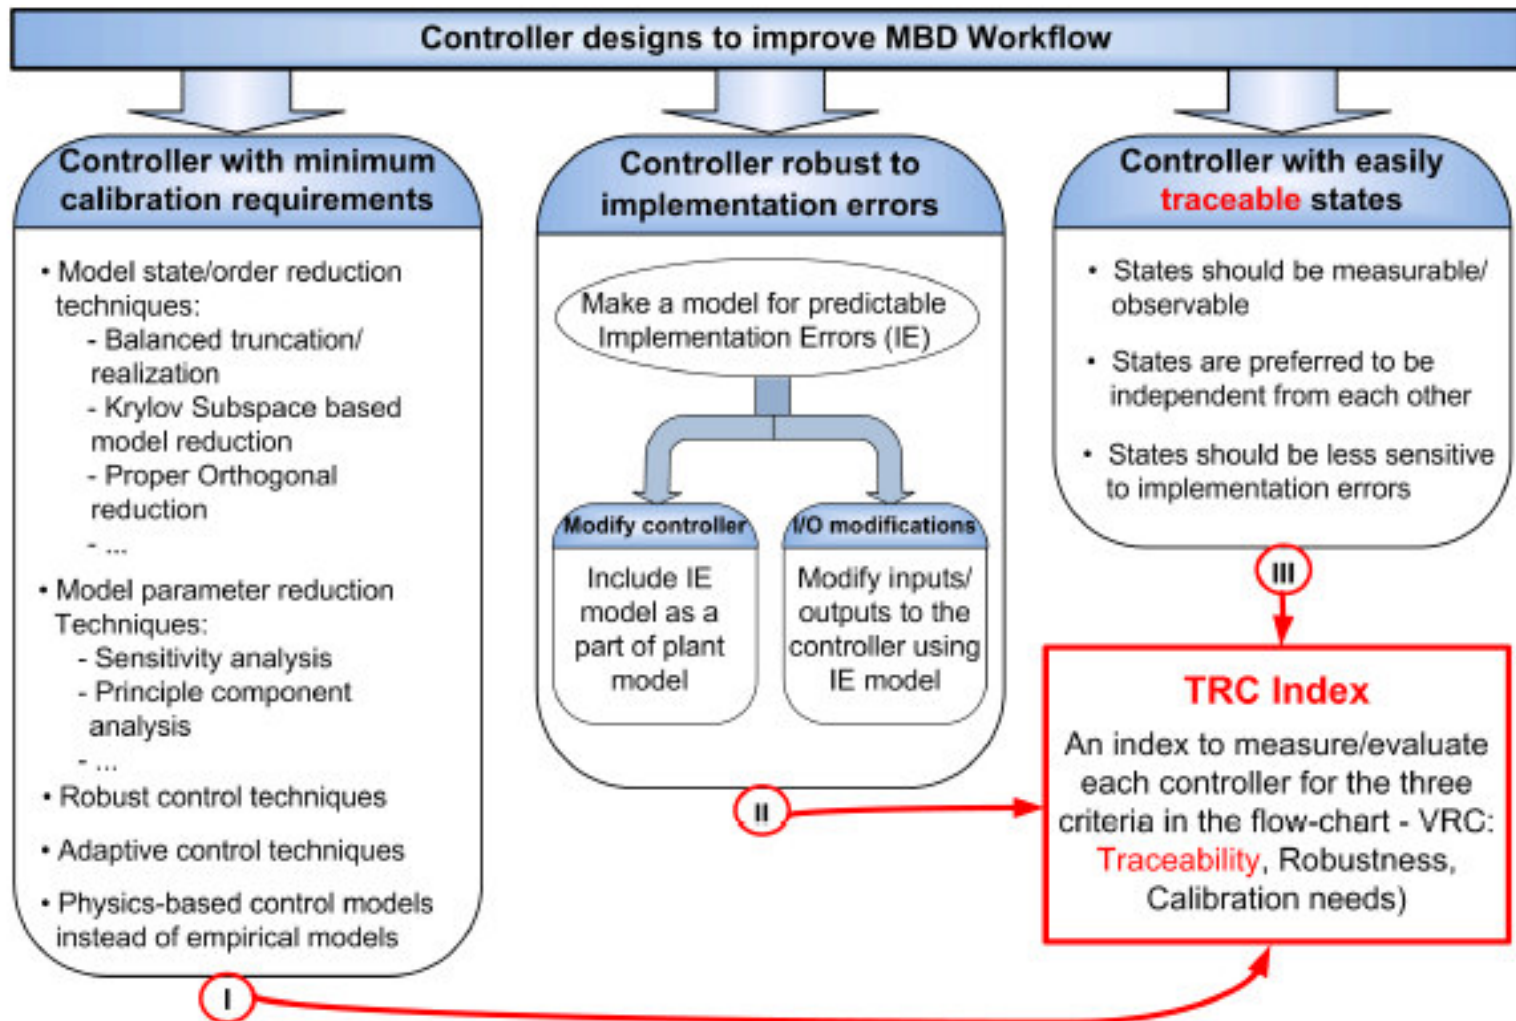 Controller designs to improve MBD Workflow
Controller with minimum
calibration requirements
• Model state/order reduction
techniques:
- Balanced truncation/
realization
- Krylov Subspace based
model reduction
- Proper Orthogonal
reduction
- ...
• Model parameter reduction
Techniques:
- Sensitivity analysis
- Principle component
analysis
- ...
• Robust control techniques
• Adaptive control techniques
• Physics-based control models
instead of empirical models
I
Controller robust to
implementation errors
Make a model for predictable
Implementation Errors (IE)
Modify controller
Include IE
model as a
part of plant
model
I/O modifications
Modify inputs/
outputs to the
controller using
IE model
II
Controller with easily
traceable states
• States should be measurable/
observable
• States are preferred to be
independent from each other
• States should be less sensitive
to implementation errors
III
TRC Index
An index to measure/evaluate
each controller for the three
criteria in the flow-chart - VRC:
Traceability, Robustness,
Calibration needs)